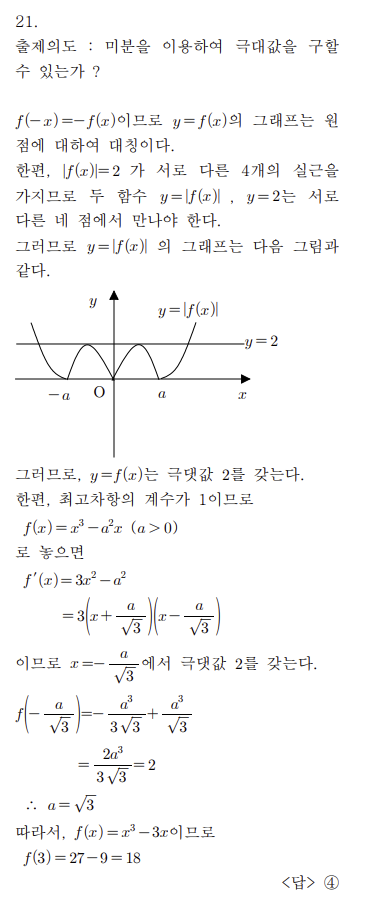 21.
출제의도 : 미분을 이용하여 극대값을 구할
수 있는가 ?
f(-x)=-f(x)이므로 y=f(x)의 그래프는 원
점에 대하여 대칭이다.
한편, |f(x)|=2 가 서로 다른 4개의 실근을
가지므로 두 함수 y=|f(x)| , y=2는 서로
다른 네 점에서 만나야 한다.
그러므로 y=|f(x)| 의 그래프는 다음 그림과
같다.
y
y=|f(x)|
y=2
-a O a x
그러므로, y=f(x)는 극댓값 2를 갖는다.
한편, 최고차항의 계수가 1이므로
f(x)=x³-a²x (a>0)
로 놓으면
f′(x)=3x²-a²
=3(x+a/√3)(x-a/√3)
이므로 x=-a/√3에서 극댓값 2를 갖는다.
f(-a/√3)=-a³/3√3+a³/√3
=2a³/3√3=2
∴ a=√3
따라서, f(x)=x³-3x이므로
f(3)=27-9=18
<답> ④